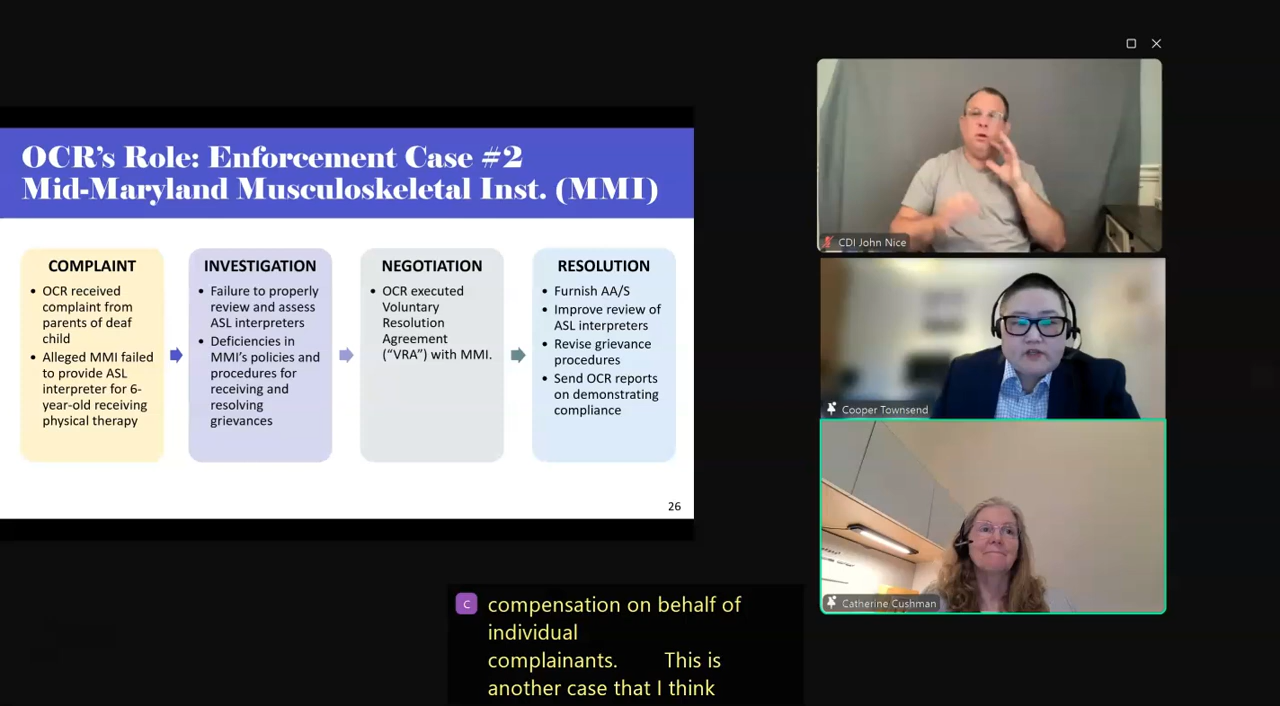 OCR's Role: Enforcement Case #2
Mid-Maryland Musculoskeletal Inst. (MMI)
COMPLAINT
• OCR received
complaint from
parents of deaf
child
• Alleged MMI failed
to provide ASL
interpreter for 6-
year-old receiving
physical therapy
INVESTIGATION
• Failure to properly
review and assess
ASL interpreters
• Deficiencies in
MMI's policies and
procedures for
receiving and
resolving
grievances
NEGOTIATION
• OCR executed
Voluntary
Resolution
Agreement
("VRA") with MMI.
RESOLUTION
• Furnish AA/S
• Improve review of
ASL interpreters
• Revise grievance
procedures
• Send OCR reports
on demonstrating
compliance
26
CDI John Nice
Cooper Townsend
Catherine Cushman
C
compensation on behalf of
individual
complainants. This is
another case that I think